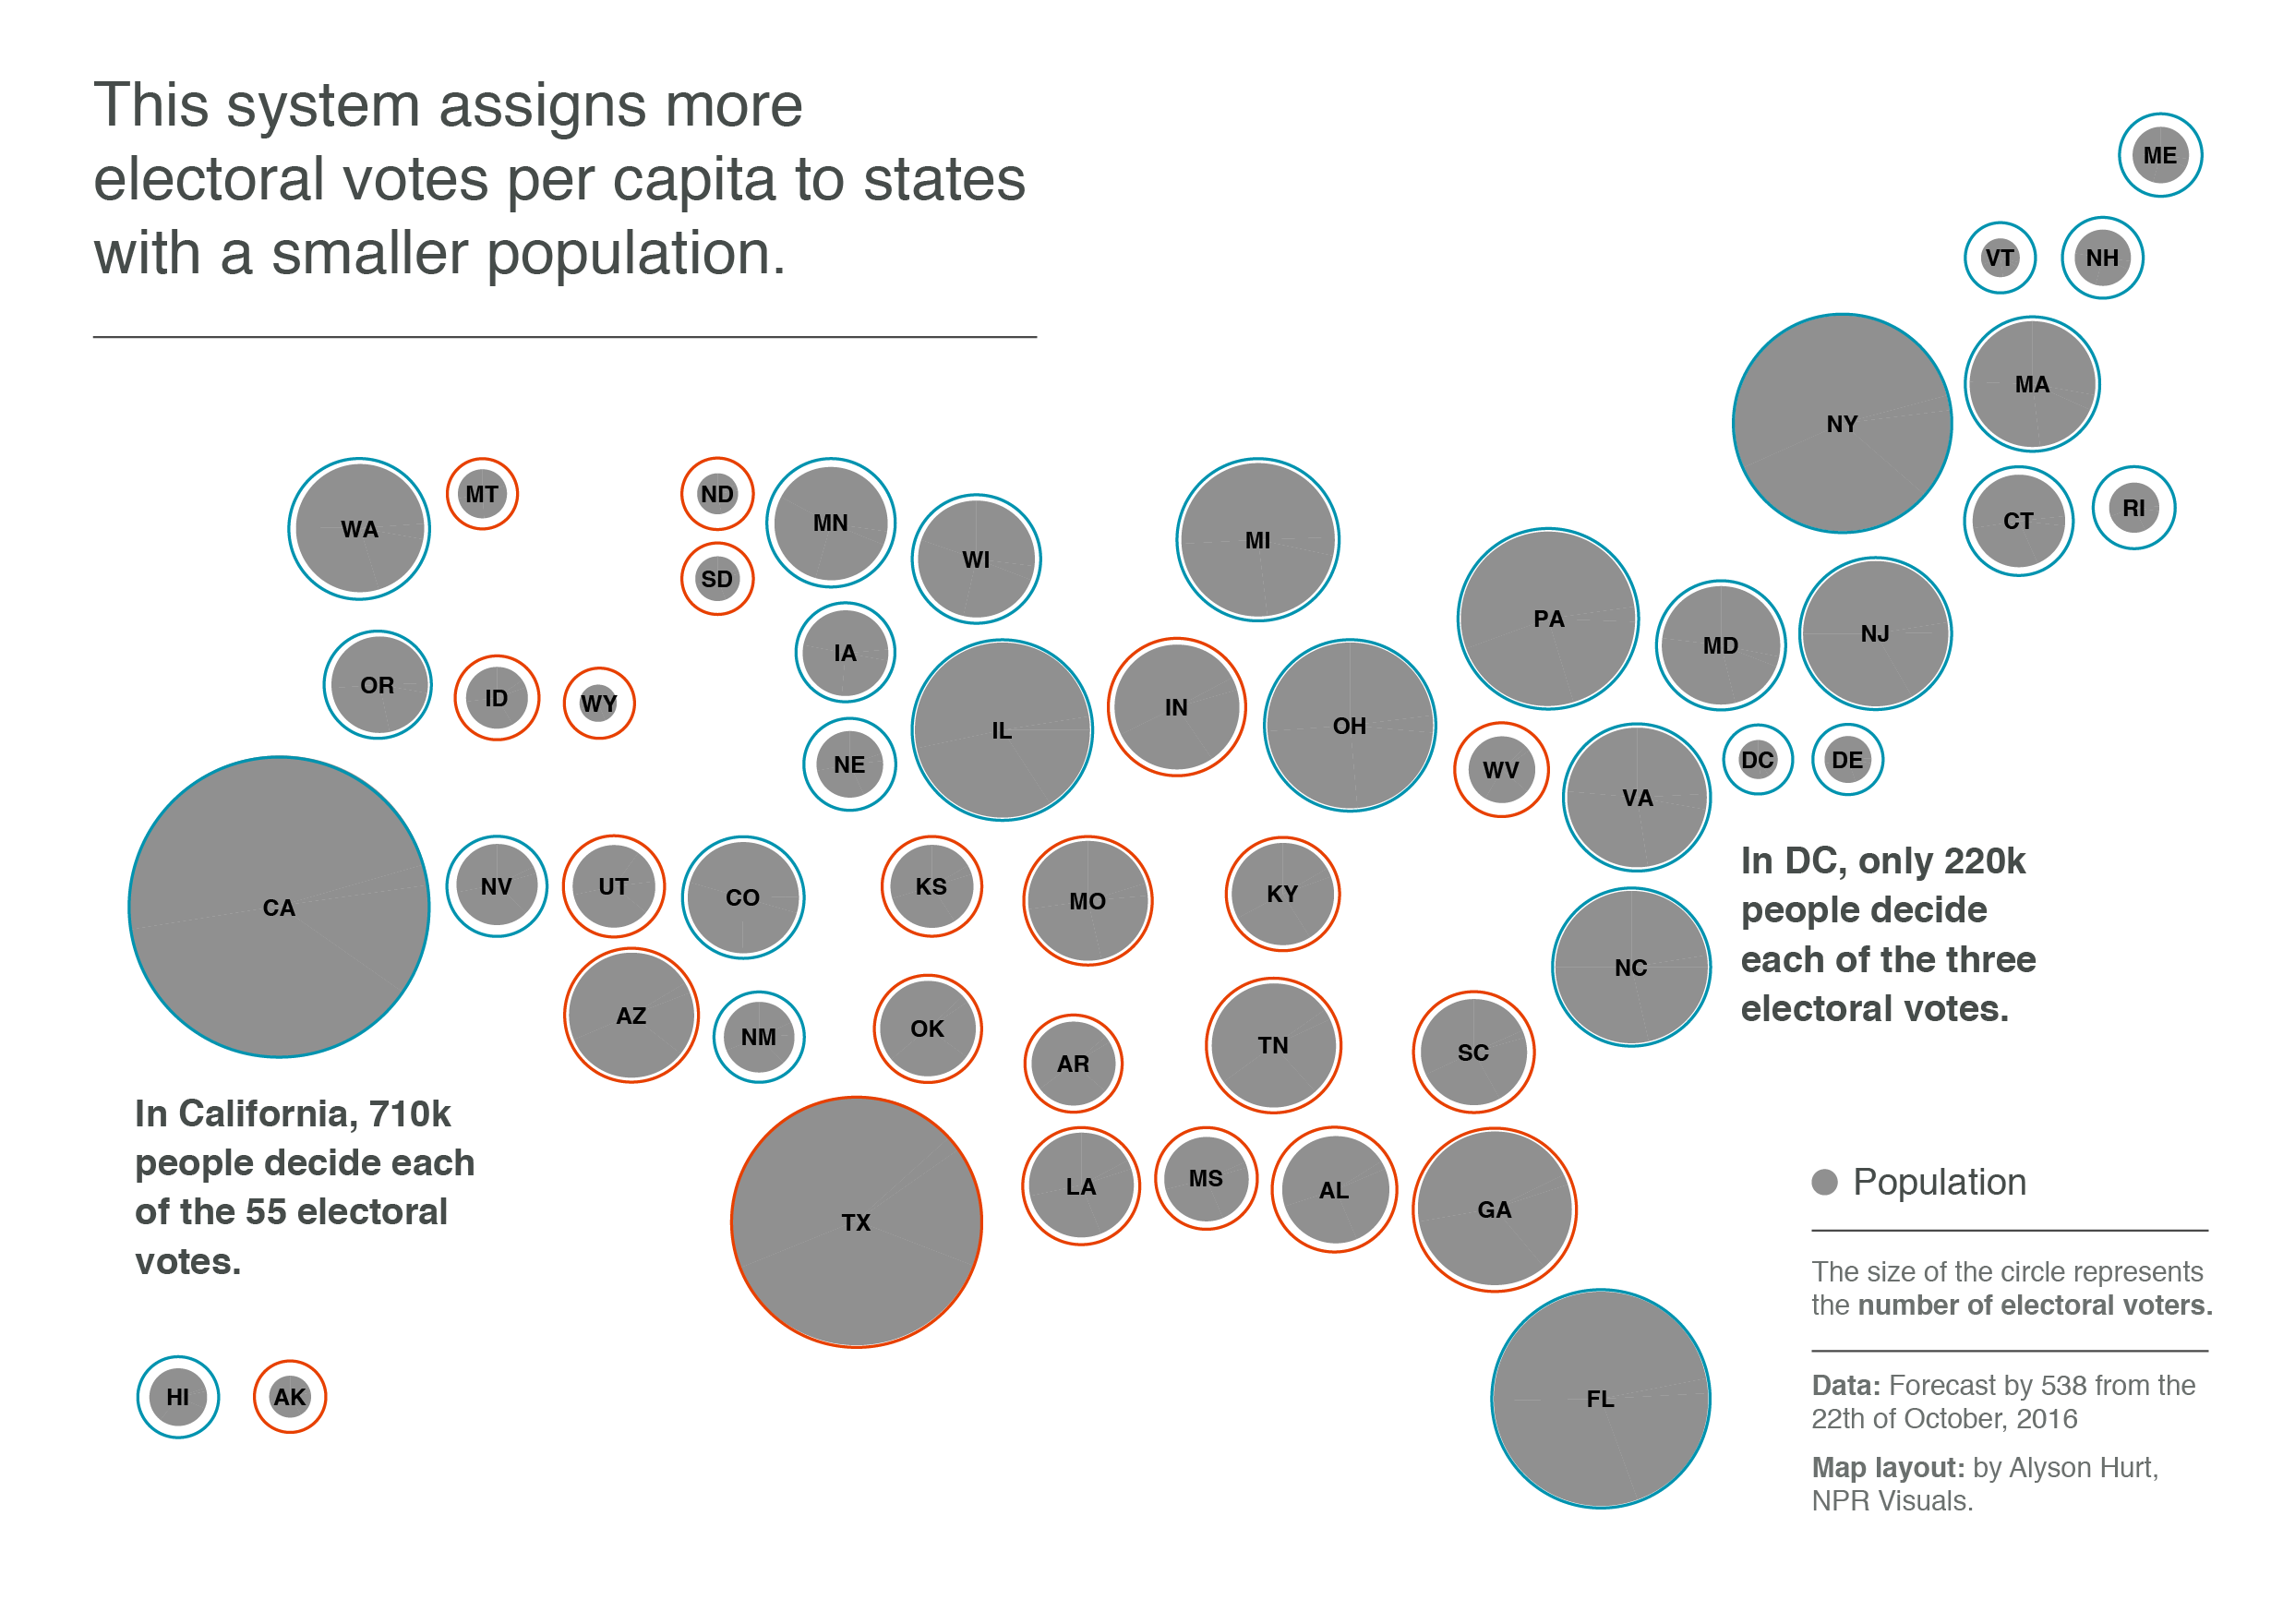 This system assigns more
electoral votes per capita to states
with a smaller population.
ME
VT
NH
NY
MA
WA
MT
ND
MN
WI
MI
CT
RI
SD
PA
MD
NJ
OR
ID
WY
IA
NE
IL
IN
OH
WV
VA
DC
DE
CA
NV
UT
CO
KS
MO
KY
NC
In DC, only 220k
people decide
each of the three
electoral votes.
AZ
NM
OK
AR
TN
SC
In California, 710k
people decide each
of the 55 electoral
votes.
TX
LA
MS
AL
GA
FL
HI
AK
Population
The size of the circle represents
the number of electoral voters.
Data: Forecast by 538 from the
22th of October, 2016
Map layout: by Alyson Hurt,
NPR Visuals.